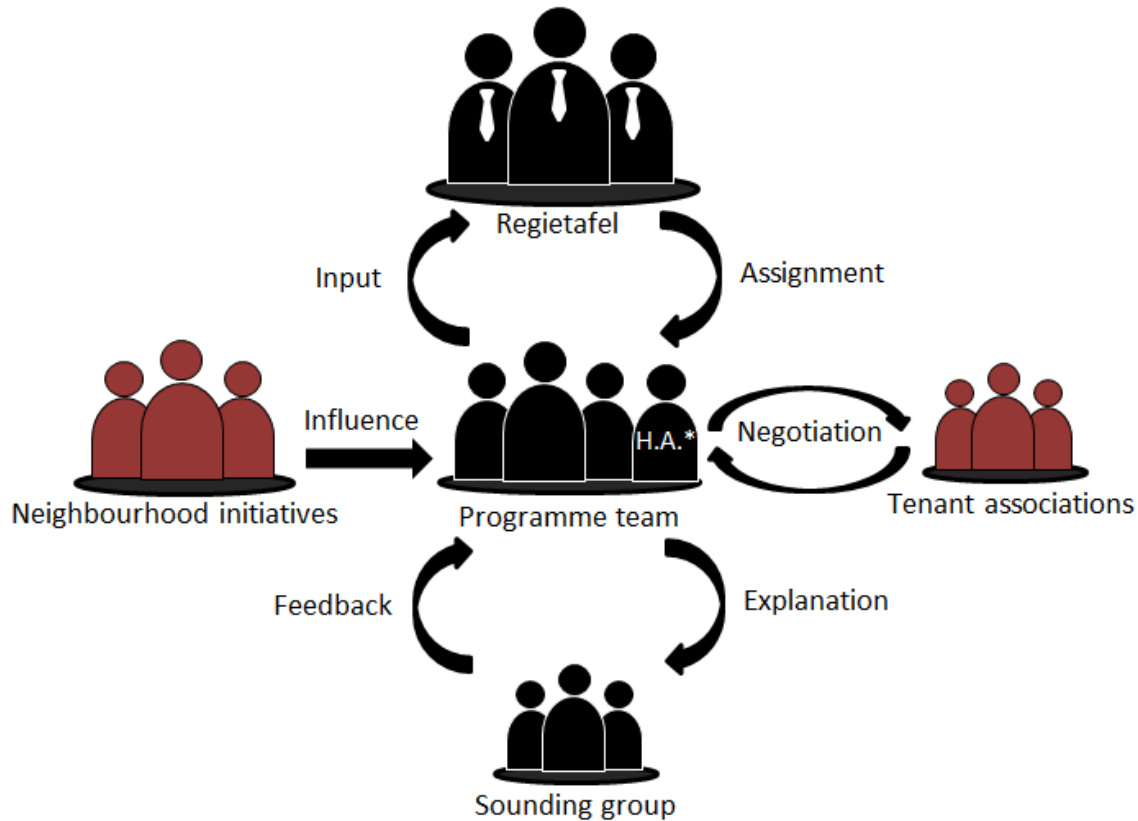 Regietafel
Input
Assignment
Influence
H.A.*
Negotiation
Neighbourhood initiatives
Programme team
Tenant associations
Feedback
Explanation
Sounding group